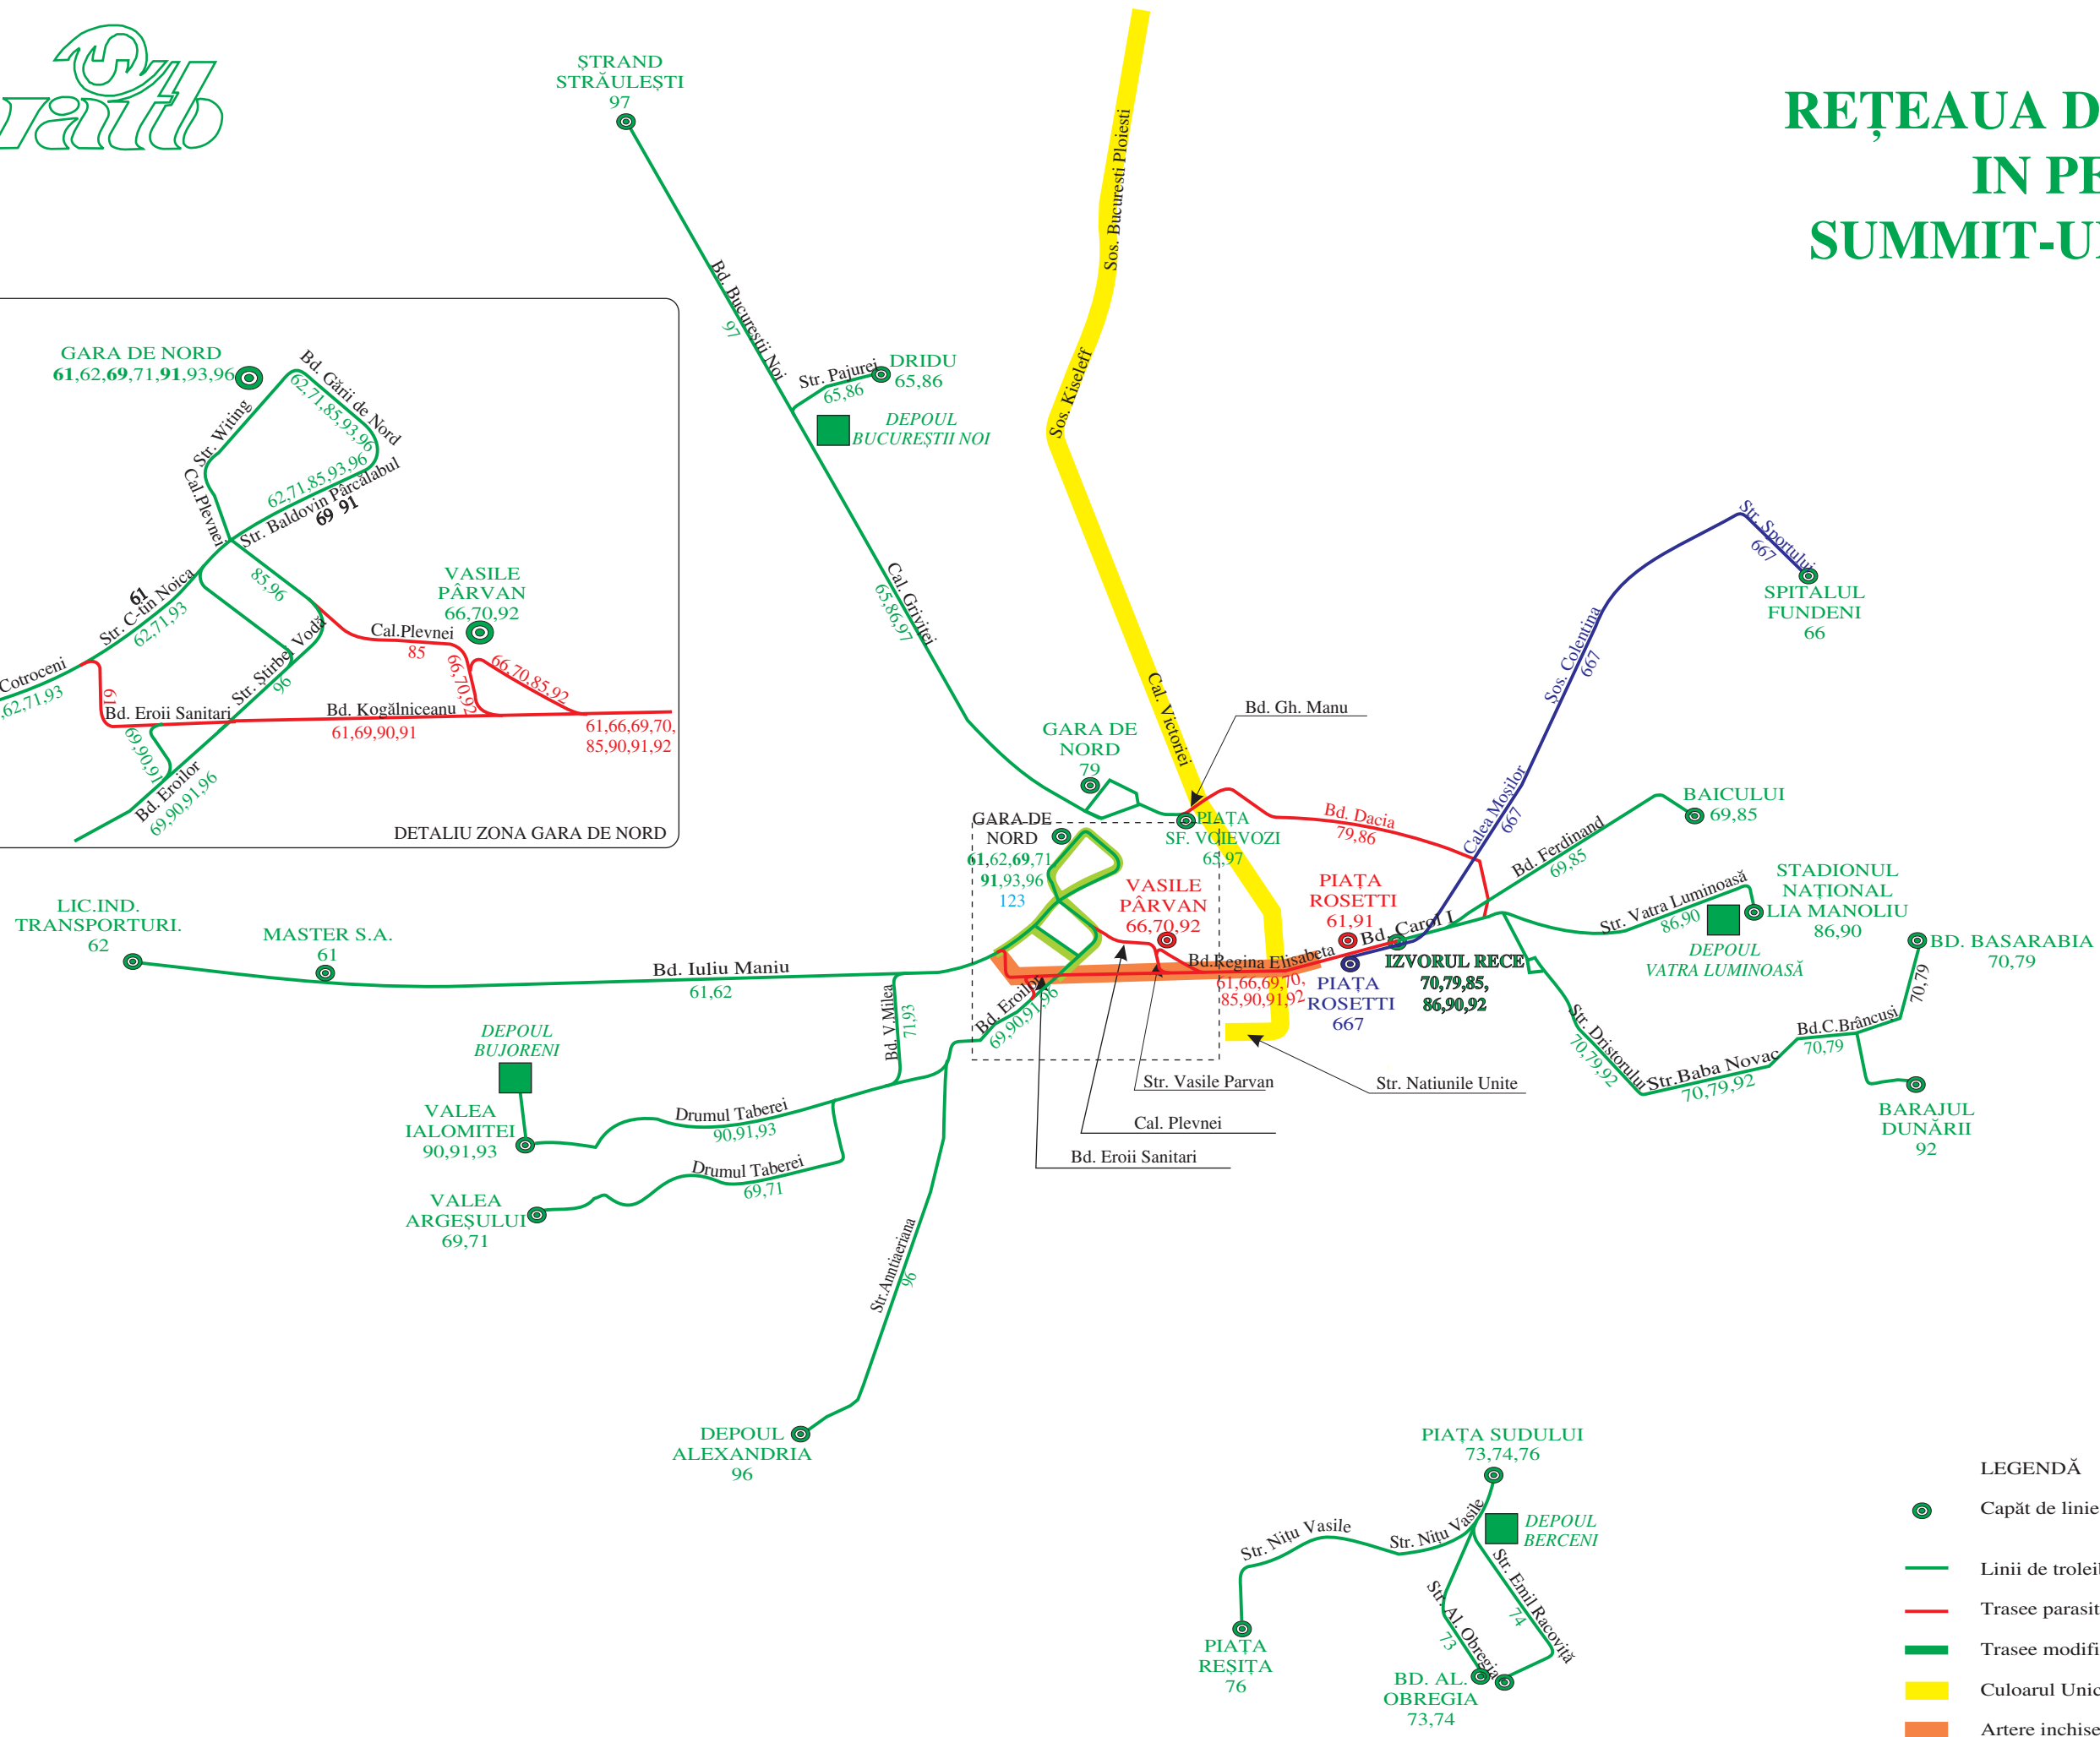 ratb
REȚEAUA D
IN PE
SUMMIT-U
ȘTRAND
STRĂULEȘTI
97
Sos. Bucuresti Ploiesti
Bd. Bucureștii Noi
97
Str. Pajurei
65,86
DRIDU
65,86
DEPOUL
BUCUREȘTII NOI
Sos. Kiseleff
Cal. Griviței
65,86,97
Cal. Victoriei
GARA DE NORD
61,62,69,71,91,93,96
Bd. Gării de Nord
62,71,85,93,96
Str. Witing
Cal.Plevnei
62,71,85,93,96
Str. Baldovin Pârcălabul
69 91
61
Str. C-tin Noica
62,71,93
85,96
VASILE
PÂRVAN
66,70,92
Cal.Plevnei
85
66,70,92
66,70,85,92
Cotroceni
,62,71,93
61
Str. Știrbei Vodă
96
Bd. Eroii Sanitari
Bd. Kogălniceanu
61,69,90,91
61,66,69,70,
85,90,91,92
69,90,91
Bd. Eroilor
69,90,91,96
DETALIU ZONA GARA DE NORD
Str. Sportului
667
SPITALUL
FUNDENI
66
Șos. Colentina
667
Calea Moșilor
667
Bd. Gh. Manu
GARA DE
NORD
79
PIAȚA
SF. VOIEVOZI
65,97
Bd. Dacia
79,86
BAICULUI
69,85
Bd. Ferdinand
69,85
GARA DE
NORD
61,62,69,71
91,93,96
123
VASILE
PÂRVAN
66,70,92
PIAȚA
ROSETTI
61,91
Bd. Carol I
Str. Vatra Luminoasă
86,90
STADIONUL
NAȚIONAL
LIA MANOLIU
86,90
DEPOUL
VATRA LUMINOASĂ
BD. BASARABIA
70,79
70,79
LIC.IND.
TRANSPORTURI.
62
MASTER S.A.
61
Bd. Iuliu Maniu
61,62
Bd. V.Milea
71,93
Bd. Eroilor
69,90,91,96
Bd.Regina Elisabeta
61,66,69,70,
85,90,91,92
PIAȚA
ROSETTI
667
IZVORUL RECE
70,79,85,
86,90,92
Str. Dristorului
70,79,92
Str.Baba Novac
70,79,92
Bd.C.Brâncuși
70,79
BARAJUL
DUNĂRII
92
DEPOUL
BUJORENI
VALEA
IALOMITEI
90,91,93
Drumul Taberei
90,91,93
Drumul Taberei
69,71
VALEA
ARGEȘULUI
69,71
Str. Vasile Parvan
Str. Natiunile Unite
Cal. Plevnei
Bd. Eroii Sanitari
Str.Anntiaeriana
96
DEPOUL
ALEXANDRIA
96
PIAȚA SUDULUI
73,74,76
Str. Nițu Vasile
Str. Nițu Vasile
DEPOUL
BERCENI
Str. Emil Racoviță
74
Str. Al. Obregia
73
PIAȚA
REȘIȚA
76
BD. AL.
OBREGIA
73,74
LEGENDĂ
Capăt de linie
Linii de troleil
Trasee parasit
Trasee modifi
Culoarul Unic
Artere inchise